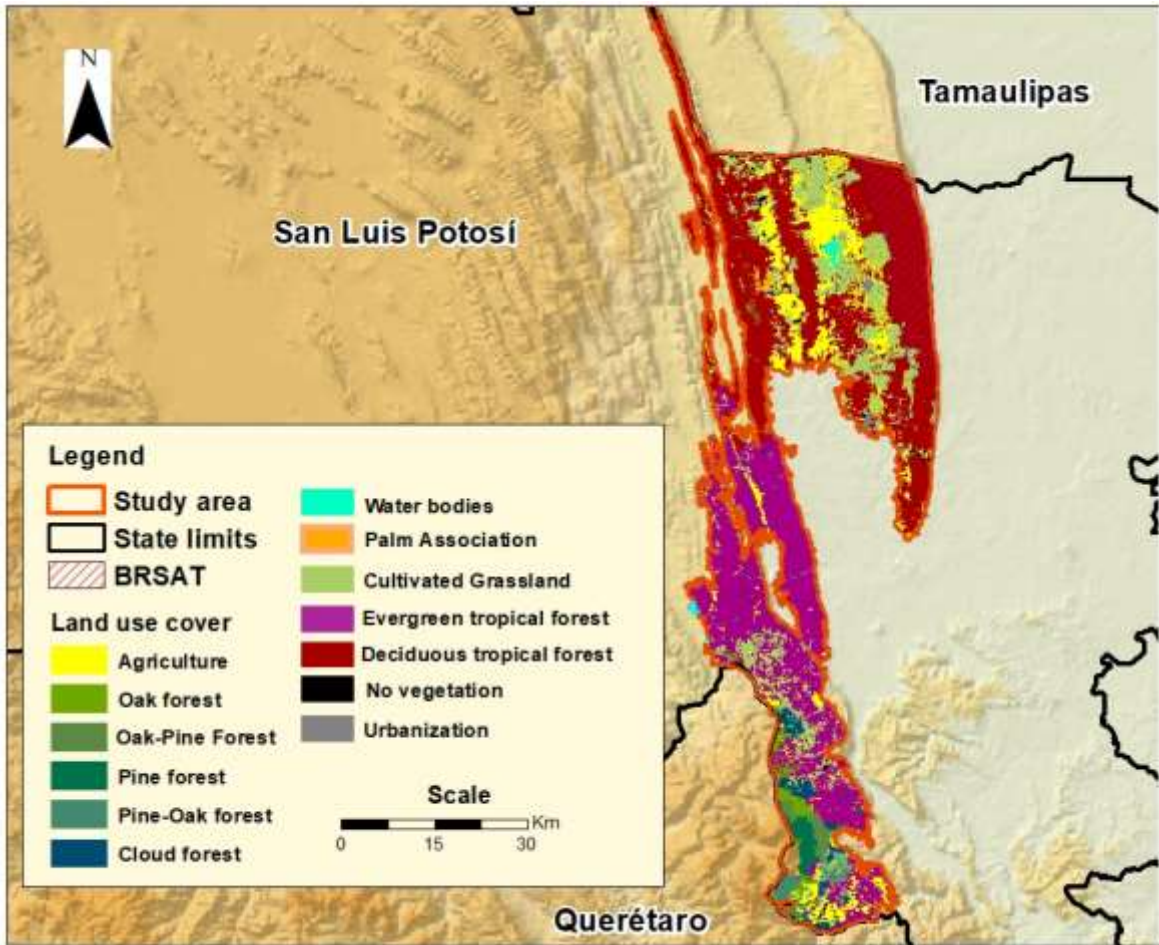 N
Tamaulipas
San Luis Potosí
Legend
Study area
State limits
BRSAT
Land use cover
Agriculture
Oak forest
Oak-Pine Forest
Pine forest
Pine-Oak forest
Cloud forest
Water bodies
Palm Association
Cultivated Grassland
Evergreen tropical forest
Deciduous tropical forest
No vegetation
Urbanization
Scale
Km
0 15 30
Querétaro